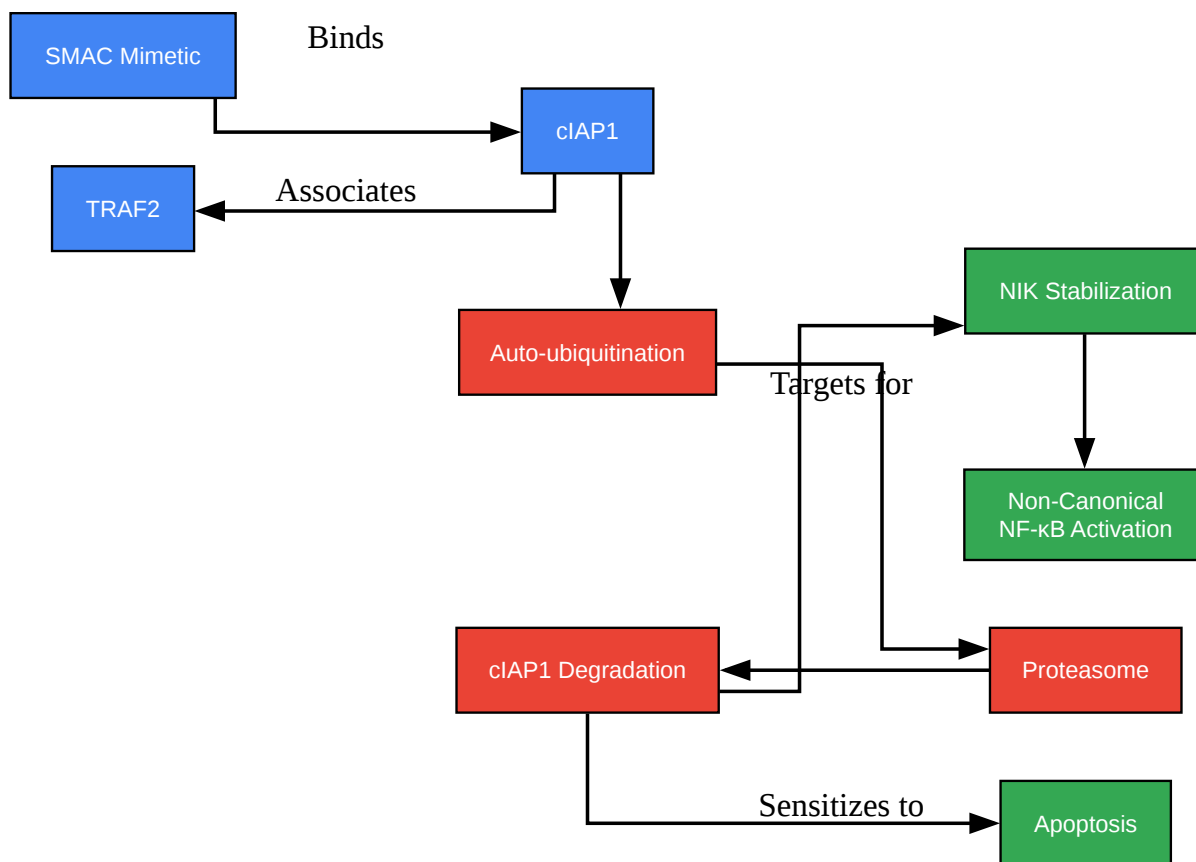 SMAC Mimetic
Binds
cIAP1
TRAF2
Associates
NIK Stabilization
Auto-ubiquitination
Targets for
Non-Canonical
NF-κB Activation
cIAP1 Degradation
Proteasome
Sensitizes to
Apoptosis